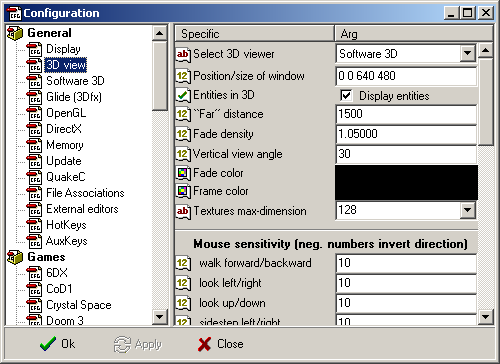 Configuration
General
Display
3D view
Software 3D
Glide (3Dfx)
OpenGL
DirectX
Memory
Update
QuakeC
File Associations
External editors
HotKeys
AuxKeys
Games
6DX
CoD1
Crystal Space
Doom 3
Specific Arg
Select 3D viewer Software 3D
Position/size of window 0 0 640 480
Entities in 3D Display entities
``Far'' distance 1500
Fade density 1.05000
Vertical view angle 30
Fade color
Frame color
Textures max-dimension 128
Mouse sensitivity (neg. numbers invert direction)
walk forward/backward 10
look left/right 10
look up/down 10
sidestep left/right 10
Ok Apply Close